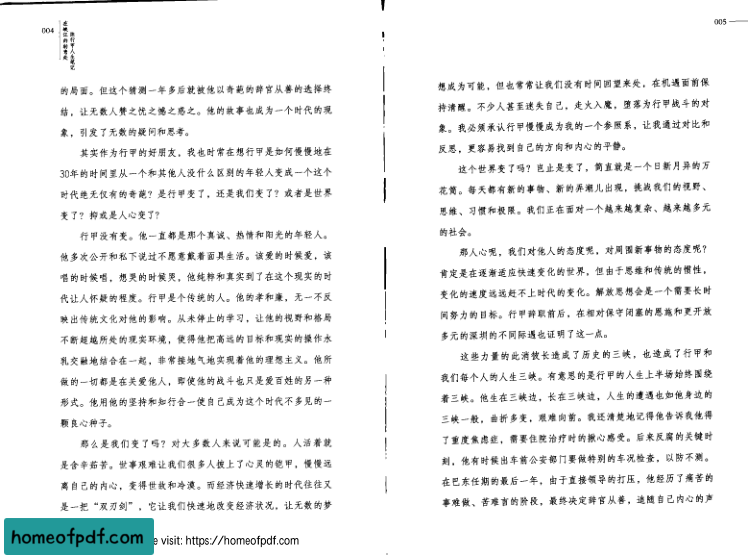 004
在峡江的转弯处
陈行甲人生笔记
的局面。但这个猜测一年多后就被他以奇葩的辞官从善的选择终
结，让无数人赞之忧之憾之惑之。他的故事也成为一个时代的现
象，引发了无数的疑问和思考。
其实作为行甲的好朋友，我也时常在想行甲是如何慢慢地在
30年的时间里从一个和其他人没什么区别的年轻人变成一个这个
时代绝无仅有的奇葩？是行甲变了，还是我们变了？或者是世界
变了？抑或是人心变了？
行甲没有变。他一直都是那个真诚、热情和阳光的年轻人。
他多次公开和私下说过不愿意戴着面具生活。该爱的时候爱，该
唱的时候唱，想哭的时候哭，他纯粹和真实到了在这个现实的时
代让人怀疑的程度。行甲是个传统的人。他的孝和廉，无一不反
映出传统文化对他的影响。从未停止的学习，让他的视野和格局
不断超越所处的现实环境，使得他把高远的目标和现实的操作水
乳交融地结合在一起，非常接地气地实现着他的理想主义。他所
做的一切都是在关爱他人，即使他的战斗也只是爱百姓的另一种
形式。他用他的坚持和知行合一使自己成为这个时代不多见的一
颗良心种子。
那么是我们变了吗？对大多数人来说可能是的。人活着就
是含辛茹苦。世事艰难让我们很多人披上了心灵的铠甲，慢慢远
离自己的内心，变得世故和冷漠。而经济快速增长的时代往往又
是一把“双刃剑”，它让我们快速地改变经济状况，让无数的梦
005
想成为可能，但也常常让我们没有时间回望来处，在机遇面前保
持清醒。不少人甚至迷失自己，走火入魔，堕落为行甲战斗的对
象。我必须承认行甲慢慢成为我的一个参照系，让我通过对比和
反思，更容易找到自己的方向和内心的平静。
这个世界变了吗？岂止是变了，简直就是一个日新月异的万
花筒。每天都有新的事物、新的弄潮儿出现，挑战我们的视野、
思维、习惯和极限。我们正在面对一个越来越复杂、越来越多元
的社会。
那人心呢，我们对他人的态度呢，对周围新事物的态度呢？
肯定是在逐渐适应快速变化的世界，但由于思维和传统的惯性，
变化的速度远远赶不上时代的变化。解放思想会是一个需要长时
间努力的目标。行甲辞职前后，在相对保守闭塞的恩施和更开放
多元的深圳的不同际遇也证明了这一点。
这些力量的此消彼长造成了历史的三峡，也造成了行甲和
我们每个人的人生三峡。有意思的是行甲的人生上半场始终围绕
着三峡。他生在三峡边，长在三峡边，人生的遭遇也如他身边的
三峡一般，曲折多变，艰难向前。我还清楚地记得他告诉我他得
了重度焦虑症，需要住院治疗时的揪心感受。后来反腐的关键时
刻，他有时候出车前公安部门要做特别的车况检查，以防不测。
在巴东任期的最后一年，由于直接领导的打压，他经历了痛苦的
事难做、苦难言的阶段，最终决定辞官从善，追随自己内心的声
homeofpdf.com
e visit: https://homeofpdf.com